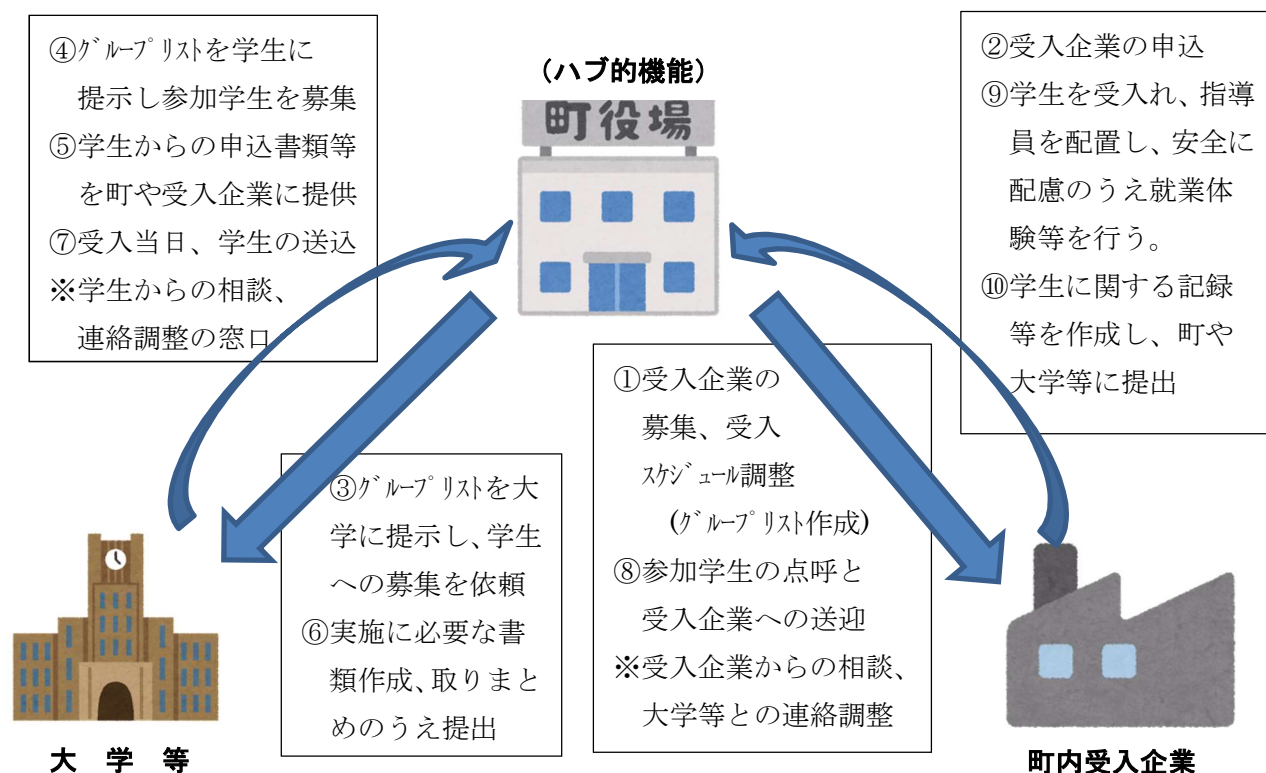 ④グループリストを学生に
提示し参加学生を募集
⑤学生からの申込書類等
を町や受入企業に提供
⑦受入当日、学生の送込
※学生からの相談、
連絡調整の窓口
（ハブ的機能）
町役場
②受入企業の申込
⑨学生を受入れ、指導
員を配置し、安全に
配慮のうえ就業体
験等を行う。
⑩学生に関する記録
等を作成し、町や
大学等に提出
①受入企業の
募集、受入
スケジュール調整
(グループリスト作成)
⑧参加学生の点呼と
受入企業への送迎
※受入企業からの相談、
大学等との連絡調整
③グループリストを大
学に提示し、学生
への募集を依頼
⑥実施に必要な書
類作成、取りまと
めのうえ提出
大 学 等
町内受入企業